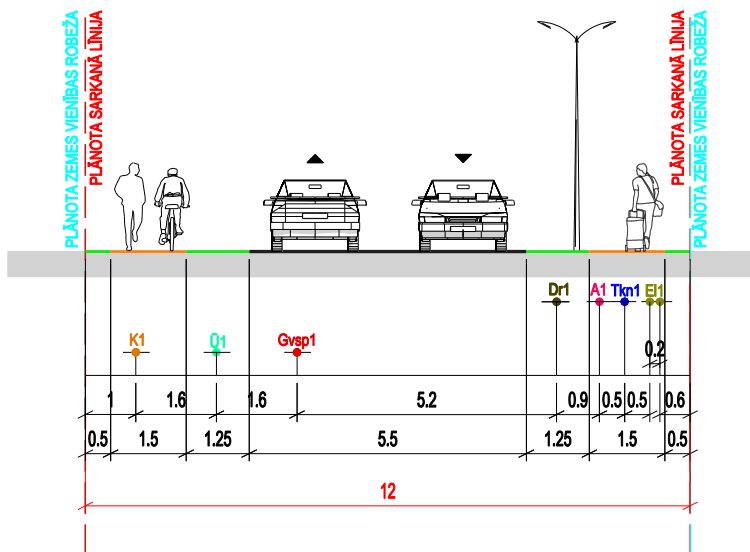 PLĀNOTA ZEMES VIENĪBAS ROBEŽA
PLĀNOTA SARKANĀ LĪNIJA
PLĀNOTA SARKANĀ LĪNIJA
PLĀNOTA ZEMES VIENĪBAS ROBEŽA
Dr1 A1 Tkn1 El1
K1 Ū1 Gvsp1
0.2
1 1.6 1.6 5.2 0.9 0.5 0.5 0.6
0.5 1.5 1.25 5.5 1.25 1.5 0.5
12